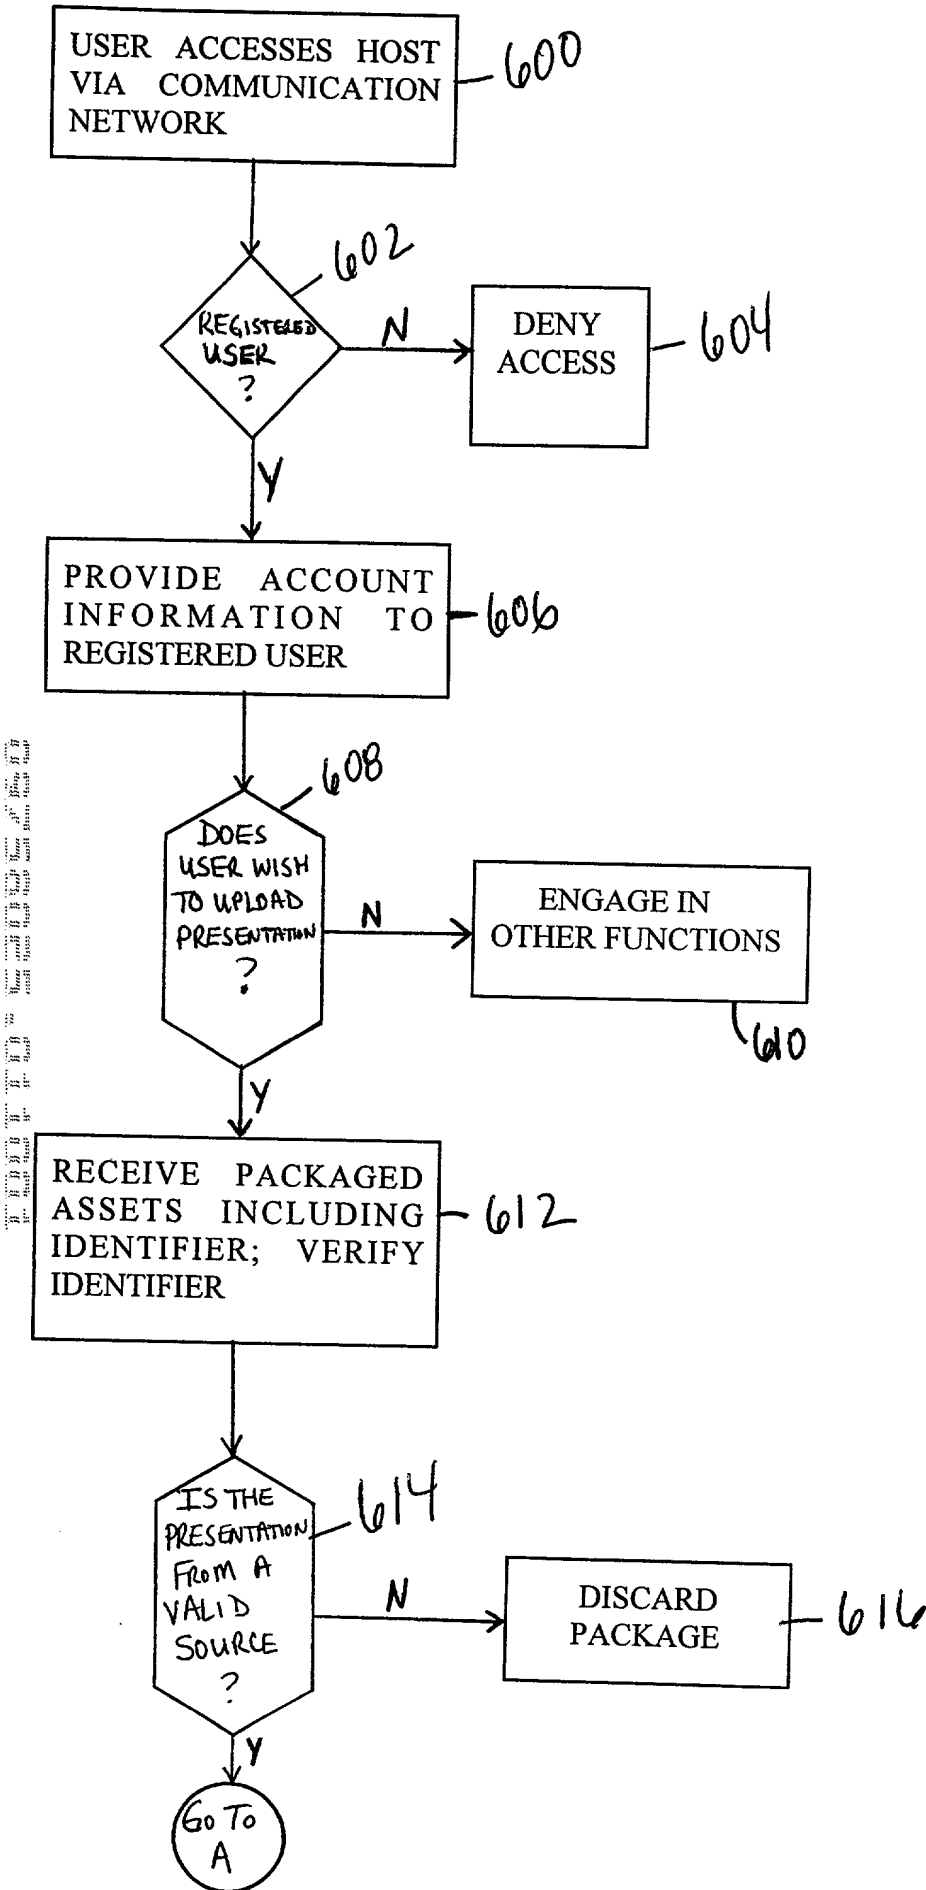 USER ACCESSES HOST
VIA COMMUNICATION
NETWORK
600
602
REGISTERED
USER
?
N
DENY
ACCESS
604
Y
PROVIDE ACCOUNT
INFORMATION TO
REGISTERED USER
606
608
DOES
USER WISH
TO UPLOAD
PRESENTATION
?
N
ENGAGE IN
OTHER FUNCTIONS
610
Y
RECEIVE PACKAGED
ASSETS INCLUDING
IDENTIFIER; VERIFY
IDENTIFIER
612
IS THE
PRESENTATION
FROM A
VALID
SOURCE
?
614
N
DISCARD
PACKAGE
616
Y
GO TO
A